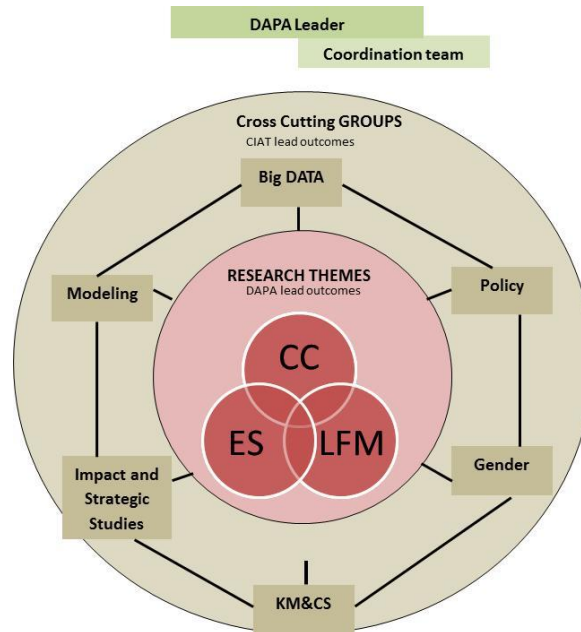 DAPA Leader
Coordination team
Cross Cutting GROUPS
CIAT lead outcomes
Big DATA
RESEARCH THEMES
DAPA lead outcomes
Modeling
Policy
CC
ES
LFM
Impact and
Strategic
Studies
Gender
KM&CS